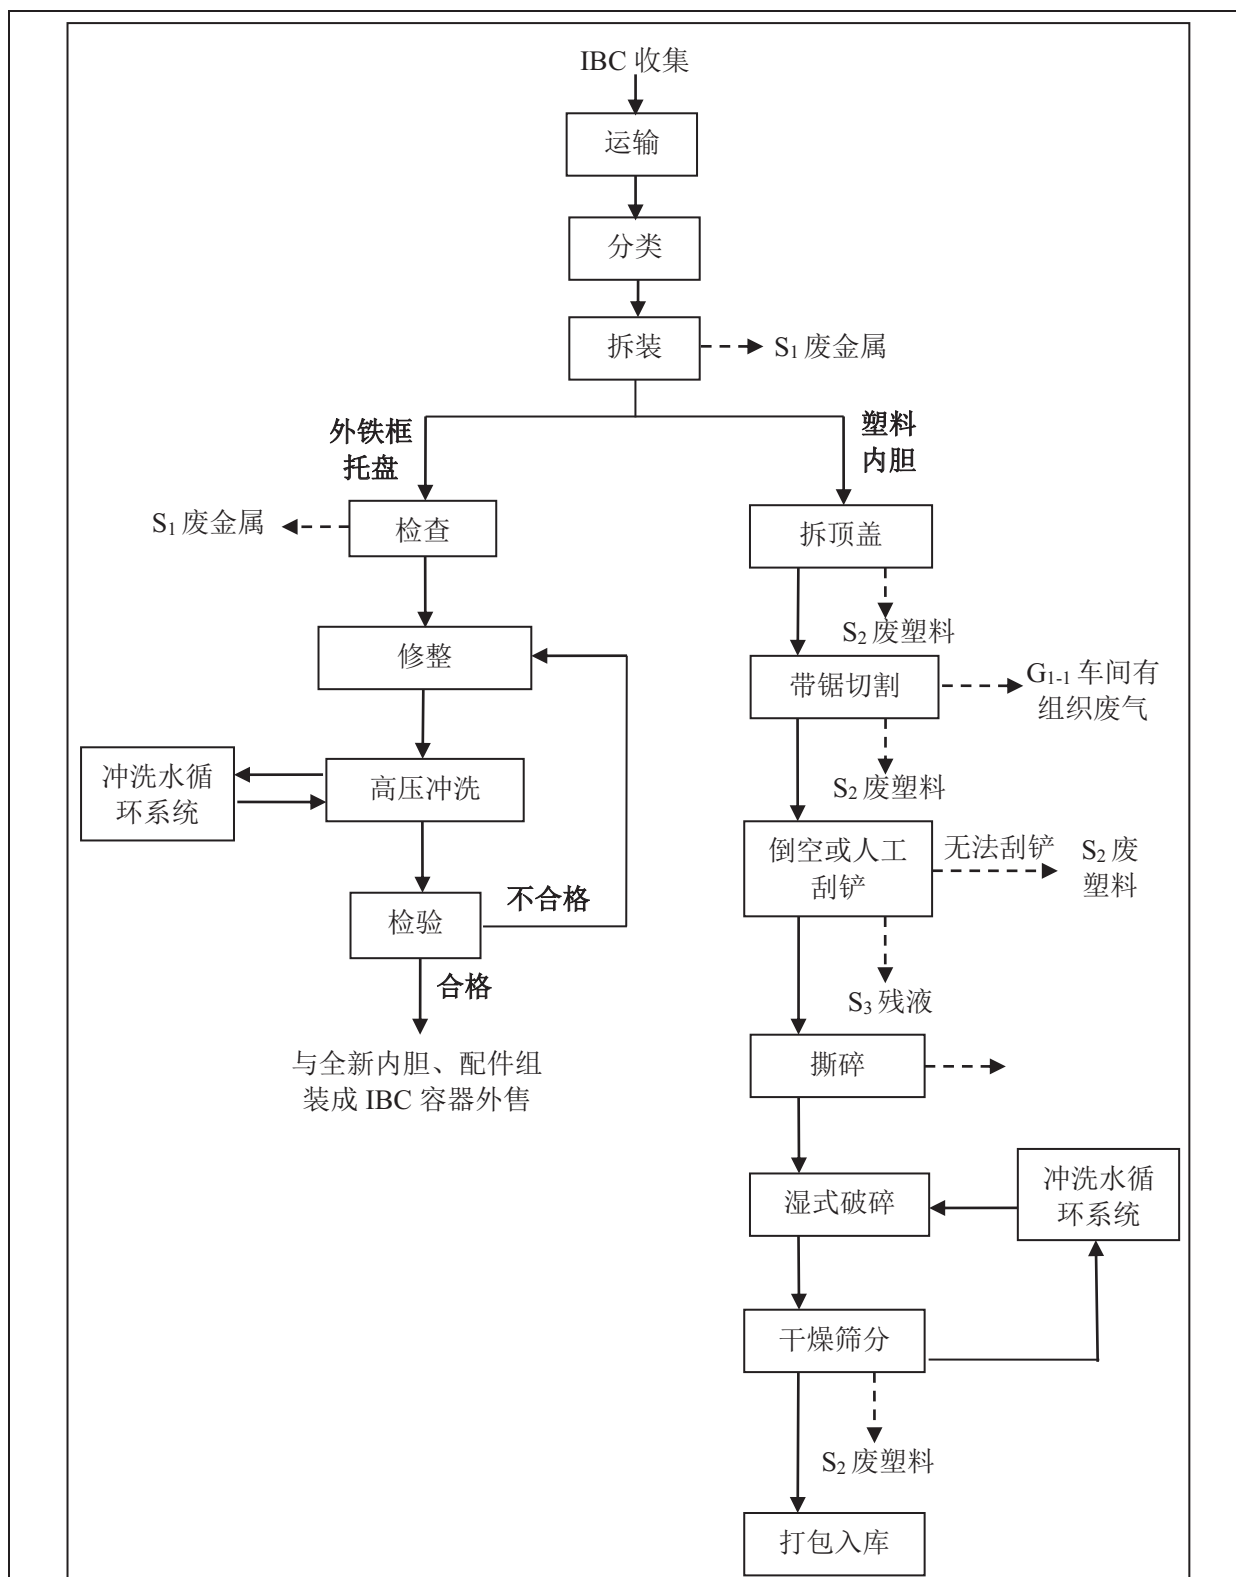 IBC 收集
运输
分类
拆装
S₁ 废金属
外铁框
托盘
塑料
内胆
S₁ 废金属
检查
拆顶盖
S₂ 废塑料
修整
带锯切割
G₁₋₁ 车间有
组织废气
S₂ 废塑料
冲洗水循
环系统
高压冲洗
倒空或人工
刮铲
无法刮铲
S₂ 废
塑料
不合格
检验
合格
S₃ 残液
与全新内胆、配件组
装成 IBC 容器外售
撕碎
湿式破碎
冲洗水循
环系统
干燥筛分
S₂ 废塑料
打包入库